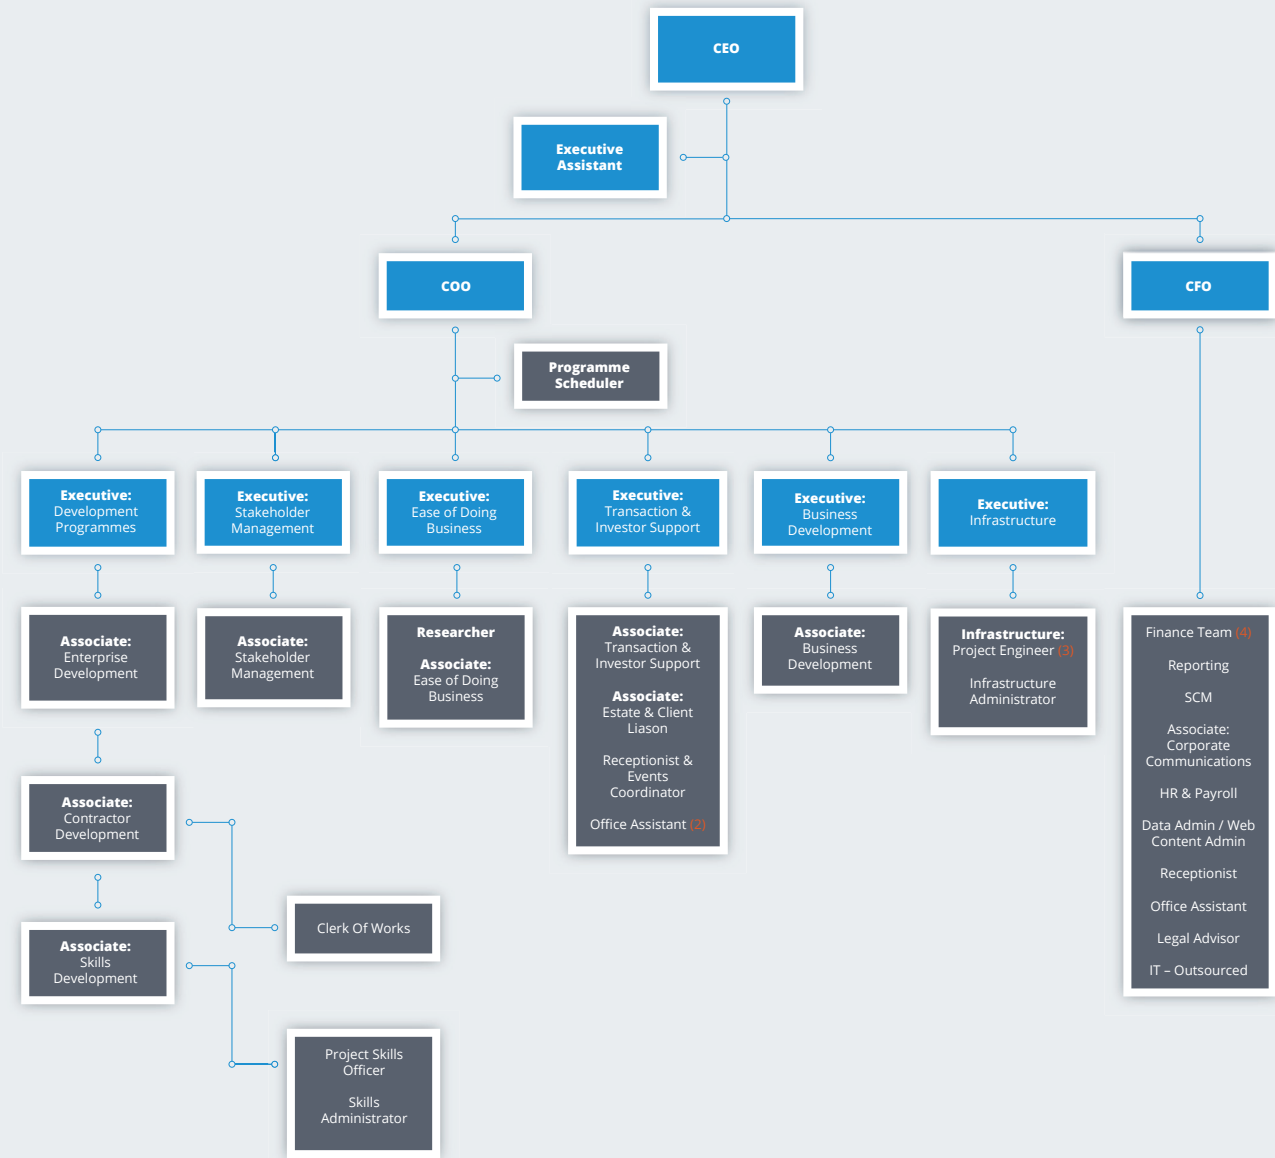 CEO
Executive
Assistant
COO
CFO
Programme
Scheduler
Executive:
Development
Programmes
Executive:
Stakeholder
Management
Executive:
Ease of Doing
Business
Executive:
Transaction &
Investor Support
Executive:
Business
Development
Executive:
Infrastructure
Associate:
Enterprise
Development
Associate:
Stakeholder
Management
Researcher
Associate:
Ease of Doing
Business
Associate:
Transaction &
Investor Support
Associate:
Estate & Client
Liason
Receptionist &
Events
Coordinator
Office Assistant (2)
Associate:
Business
Development
Infrastructure:
Project Engineer (3)
Infrastructure
Administrator
Finance Team (4)
Reporting
SCM
Associate:
Corporate
Communications
HR & Payroll
Data Admin / Web
Content Admin
Receptionist
Office Assistant
Legal Advisor
IT – Outsourced
Associate:
Contractor
Development
Clerk Of Works
Associate:
Skills
Development
Project Skills
Officer
Skills
Administrator